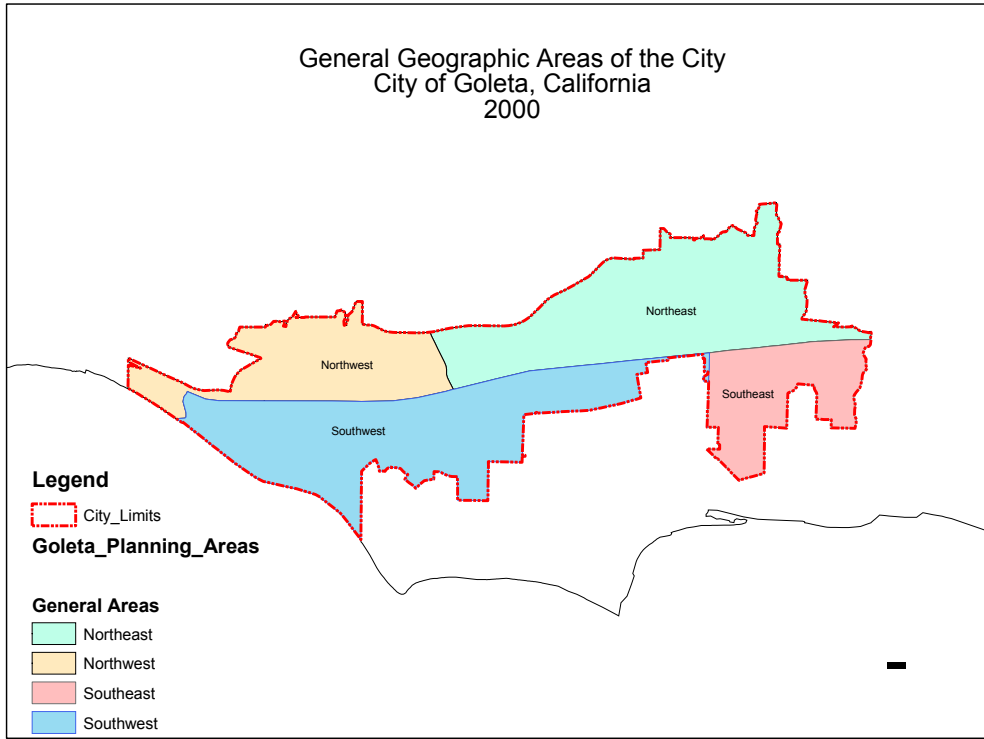 General Geographic Areas of the City
City of Goleta, California
2000
Northeast
Northwest
Southeast
Southwest
Legend
City_Limits
Goleta_Planning_Areas
General Areas
Northeast
Northwest
Southeast
Southwest